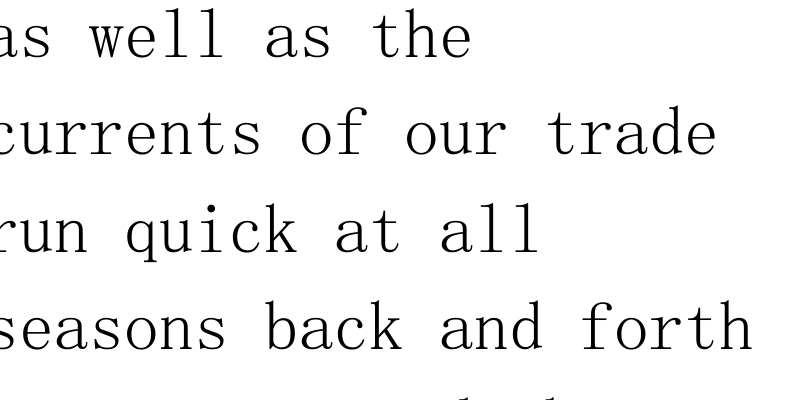 as well as the
currents of our trade
run quick at all
seasons back and forth